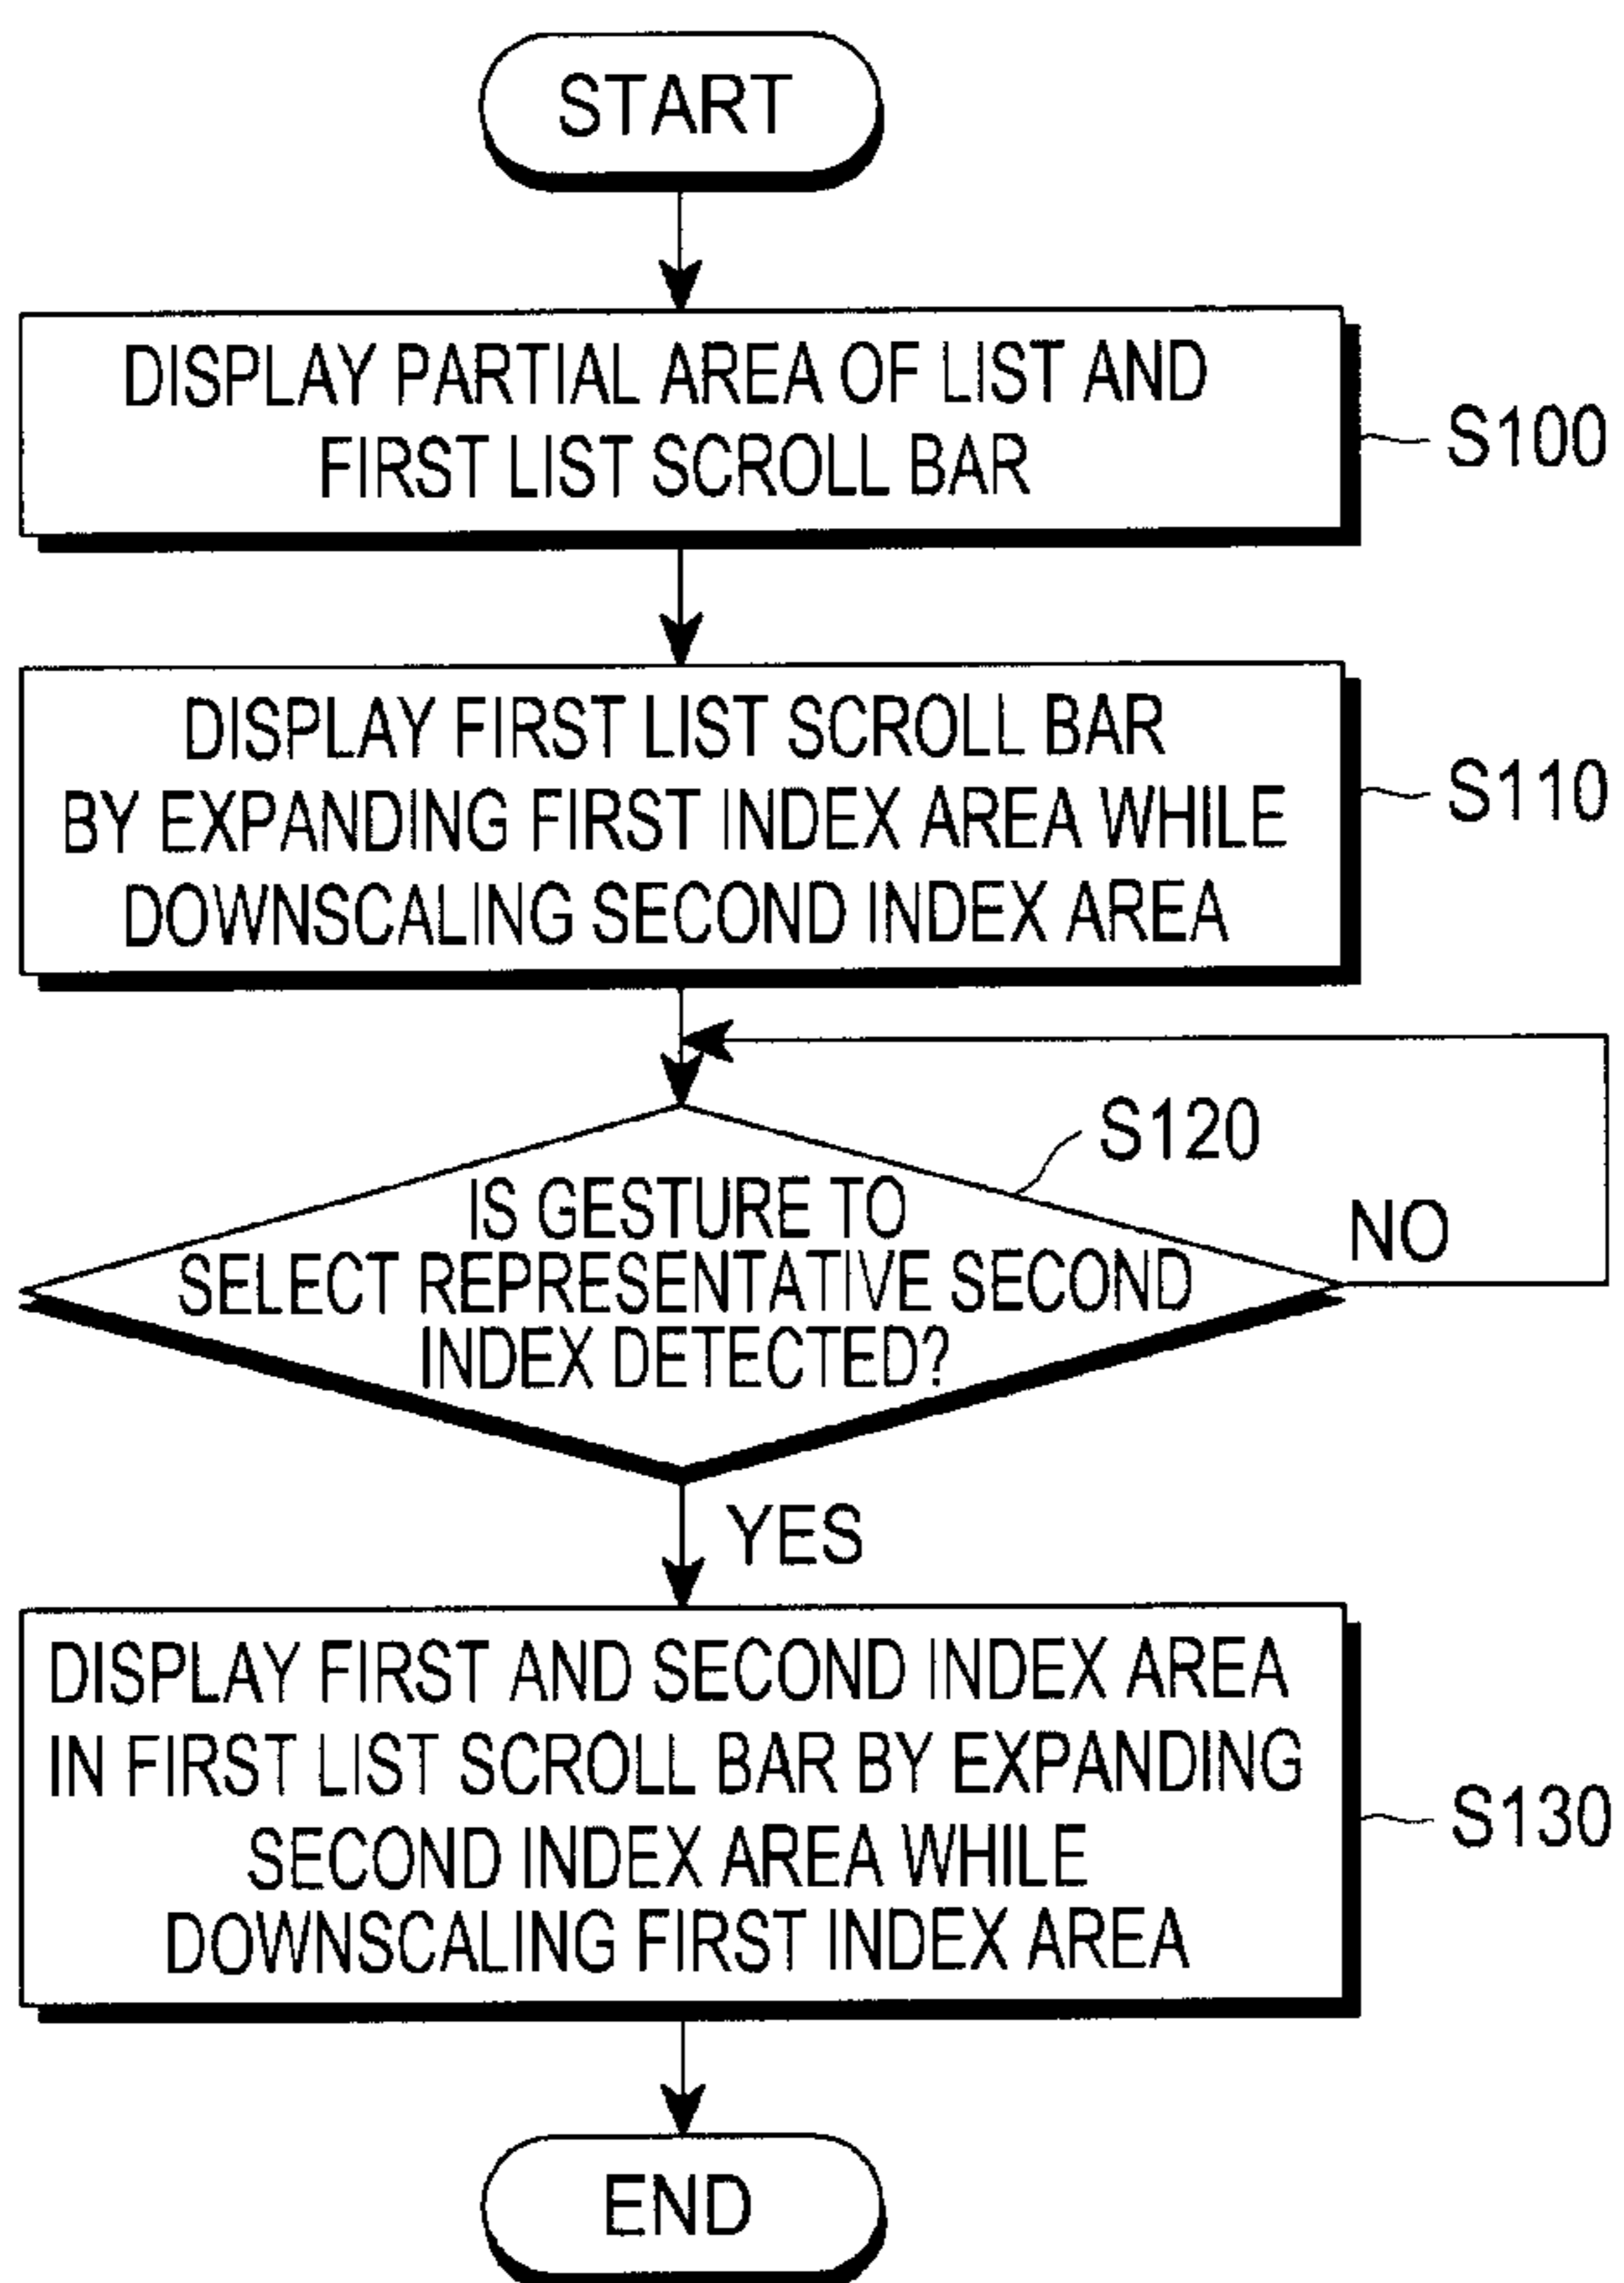 START
DISPLAY PARTIAL AREA OF LIST AND
FIRST LIST SCROLL BAR
S100
DISPLAY FIRST LIST SCROLL BAR
BY EXPANDING FIRST INDEX AREA WHILE
DOWNSCALING SECOND INDEX AREA
S110
S120
IS GESTURE TO
SELECT REPRESENTATIVE SECOND
INDEX DETECTED?
NO
YES
DISPLAY FIRST AND SECOND INDEX AREA
IN FIRST LIST SCROLL BAR BY EXPANDING
SECOND INDEX AREA WHILE
DOWNSCALING FIRST INDEX AREA
S130
END